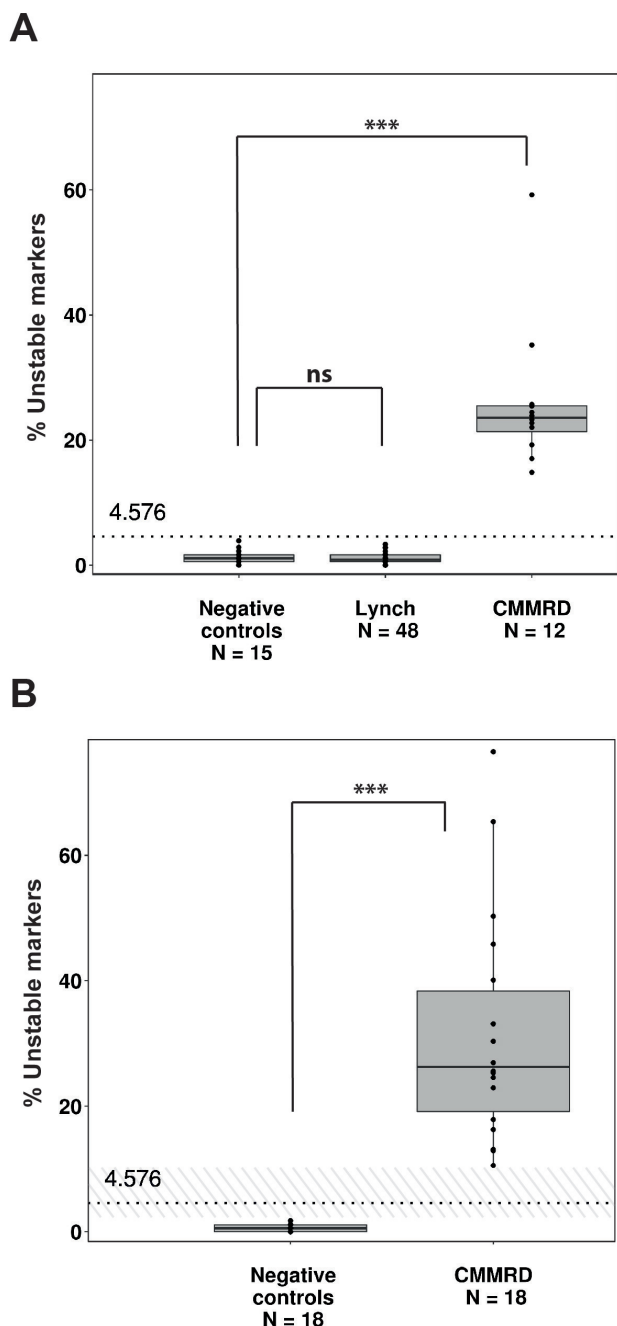 A
% Unstable markers
60
40
20
0
***
ns
4.576
Negative
controls
N = 15
Lynch
N = 48
CMMRD
N = 12
B
% Unstable markers
60
40
20
0
***
4.576
Negative
controls
N = 18
CMMRD
N = 18